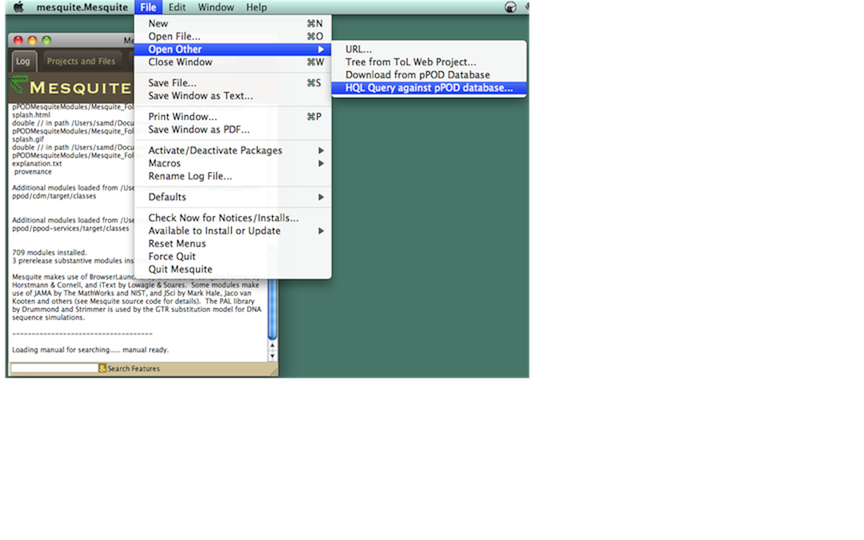 mesquite.Mesquite File Edit Window Help
New ⌘N
Open File... ⌘O
Open Other
Close Window ⌘W
Save File... ⌘S
Save Window as Text...
Print Window... ⌘P
Save Window as PDF...
Activate/Deactivate Packages
Macros
Rename Log File...
Defaults
Check Now for Notices/Installs...
Available to Install or Update
Reset Menus
Force Quit
Quit Mesquite
URL...
Tree from ToL Web Project...
Download from pPOD Database
HQL Query against pPOD database...
Log Projects and Files
MESQUITE
pPODMesquiteModules/Mesquite_Fol
splash.html
double // in path /Users/samd/Docu
pPODMesquiteModules/Mesquite_Fol
splash.gif
double // in path /Users/samd/Docu
pPODMesquiteModules/Mesquite_Fol
explanation.txt
provenance
Additional modules loaded from /Use
ppod/cdm/target/classes
Additional modules loaded from /Use
ppod/ppod-services/target/classes
709 modules installed.
3 prerelease substantive modules ins
Mesquite makes use of BrowserLaunc
Horstmann & Cornell, and iText by Lowagie & Soares. Some modules make
use of JAMA by The MathWorks and NIST, and JSci by Mark Hale, Jaco van
Kooten and others (see Mesquite source code for details). The PAL library
by Drummond and Strimmer is used by the GTR substitution model for DNA
sequence simulations.
------------------------------------
Loading manual for searching..... manual ready.
Search Features